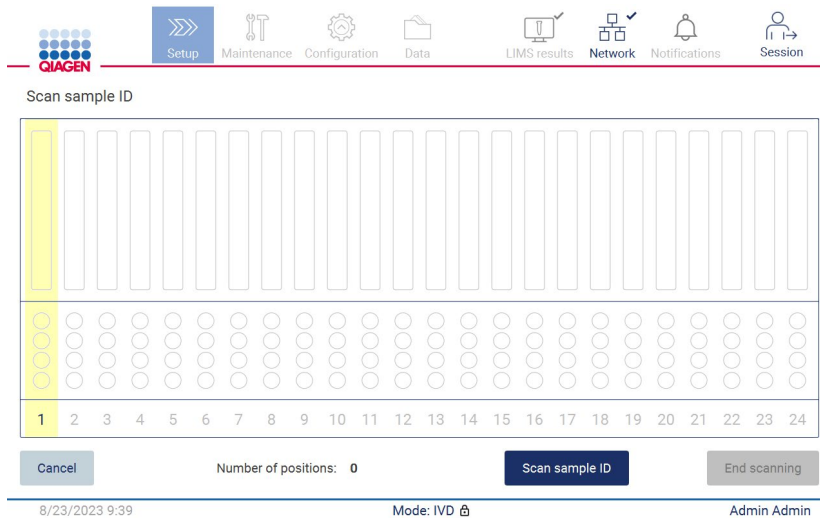 QIAGEN
Setup
Maintenance
Configuration
Data
LIMS results
Network
Notifications
Session
Scan sample ID
1 2 3 4 5 6 7 8 9 10 11 12 13 14 15 16 17 18 19 20 21 22 23 24
Cancel
Number of positions: 0
Scan sample ID
End scanning
8/23/2023 9:39
Mode: IVD
Admin Admin